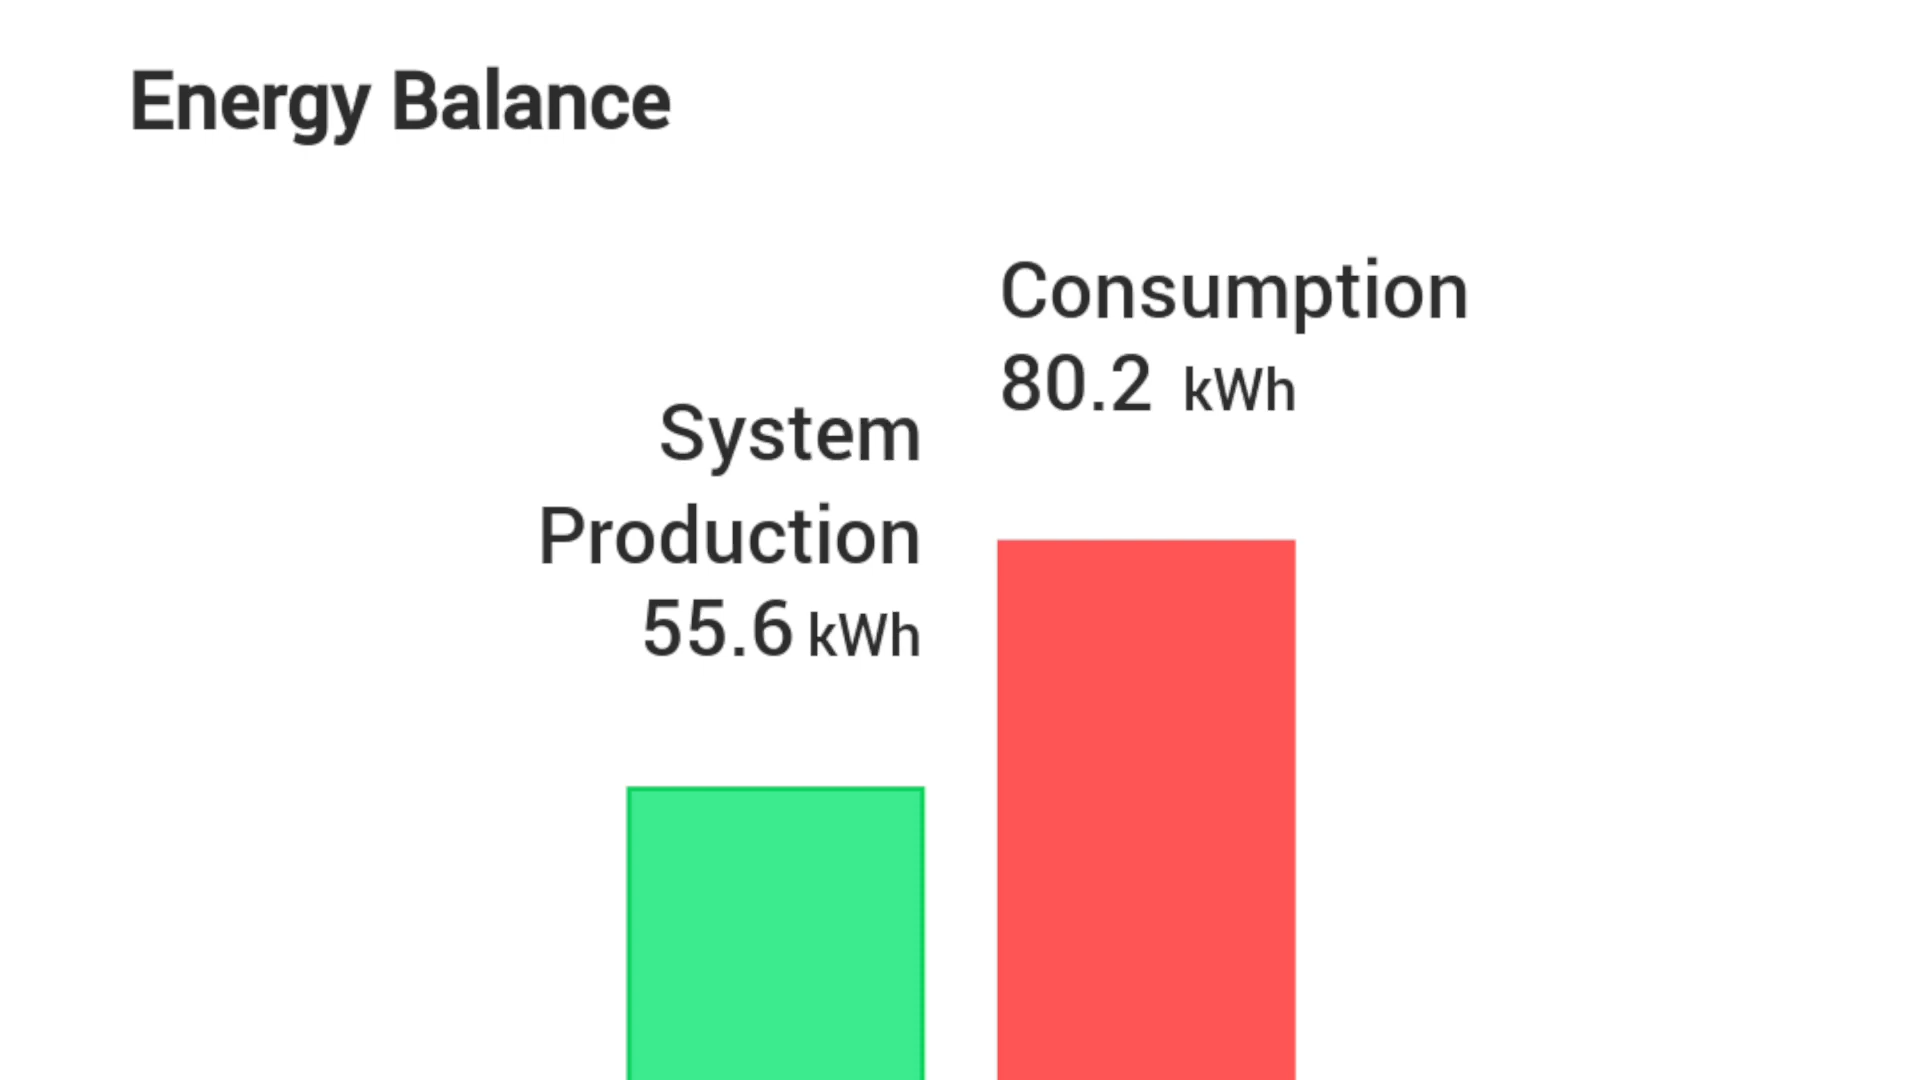 Energy Balance
Consumption
80.2 kWh
System
Production
55.6 kWh